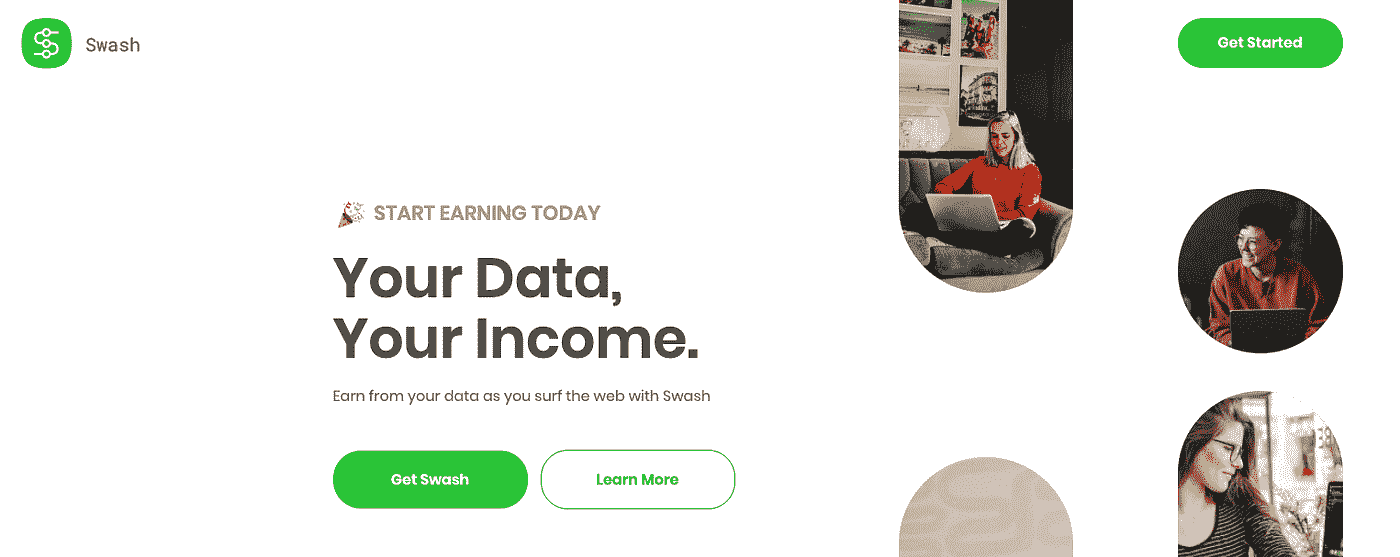 Swash
Get Started
START EARNING TODAY
Your Data,
Your Income.
Earn from your data as you surf the web with Swash
Get Swash
Learn More